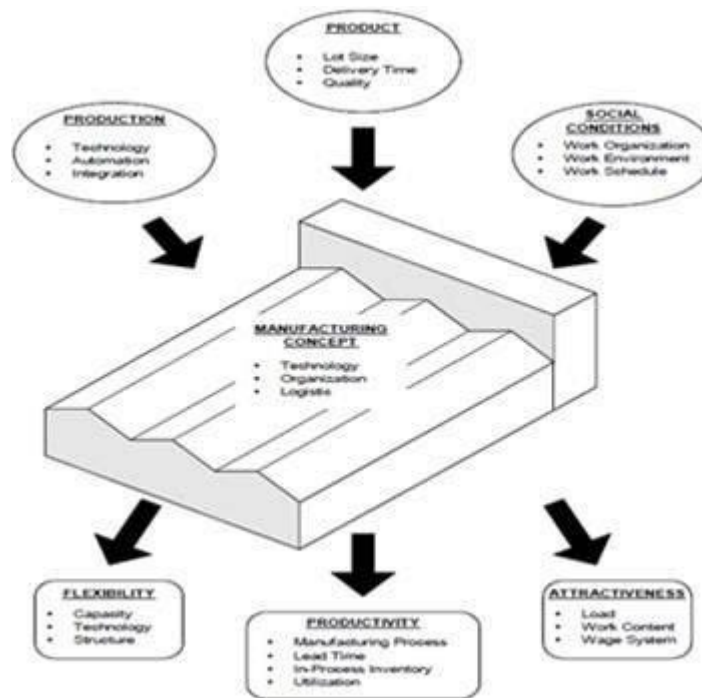 PRODUCT
• Lot Size
• Delivery Time
• Quality
PRODUCTION
• Technology
• Automation
• Integration
SOCIAL
CONDITIONS
• Work Organization
• Work Environment
• Work Schedule
MANUFACTURING
CONCEPT
• Technology
• Organization
• Logistic
FLEXIBILITY
• Capacity
• Technology
• Structure
PRODUCTIVITY
• Manufacturing Process
• Lead Time
• In-Process Inventory
• Utilization
ATTRACTIVENESS
• Load
• Work Content
• Wage System